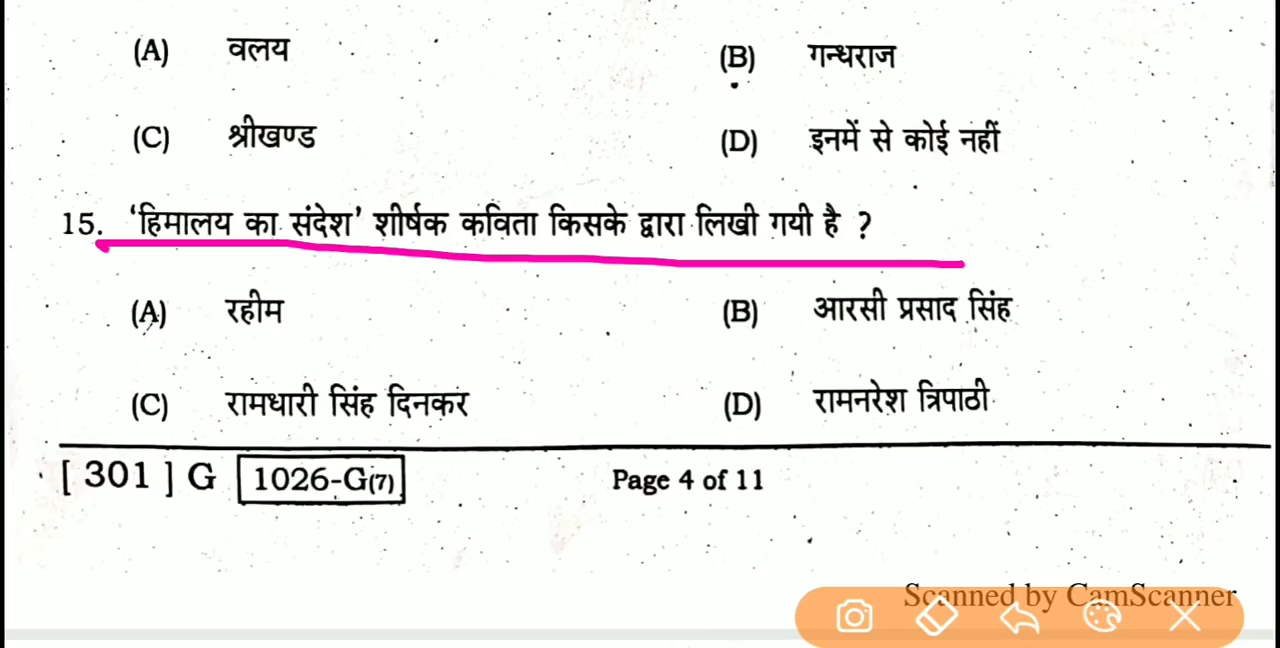 (A) वलय (B) गन्धराज
(C) श्रीखण्ड (D) इनमें से कोई नहीं
15. ‘हिमालय का संदेश’ शीर्षक कविता किसके द्वारा लिखी गयी है ?
(A) रहीम (B) आरसी प्रसाद सिंह
(C) रामधारी सिंह दिनकर (D) रामनरेश त्रिपाठी
[ 301 ] G 1026-G(7) Page 4 of 11
Scanned by CamScanner